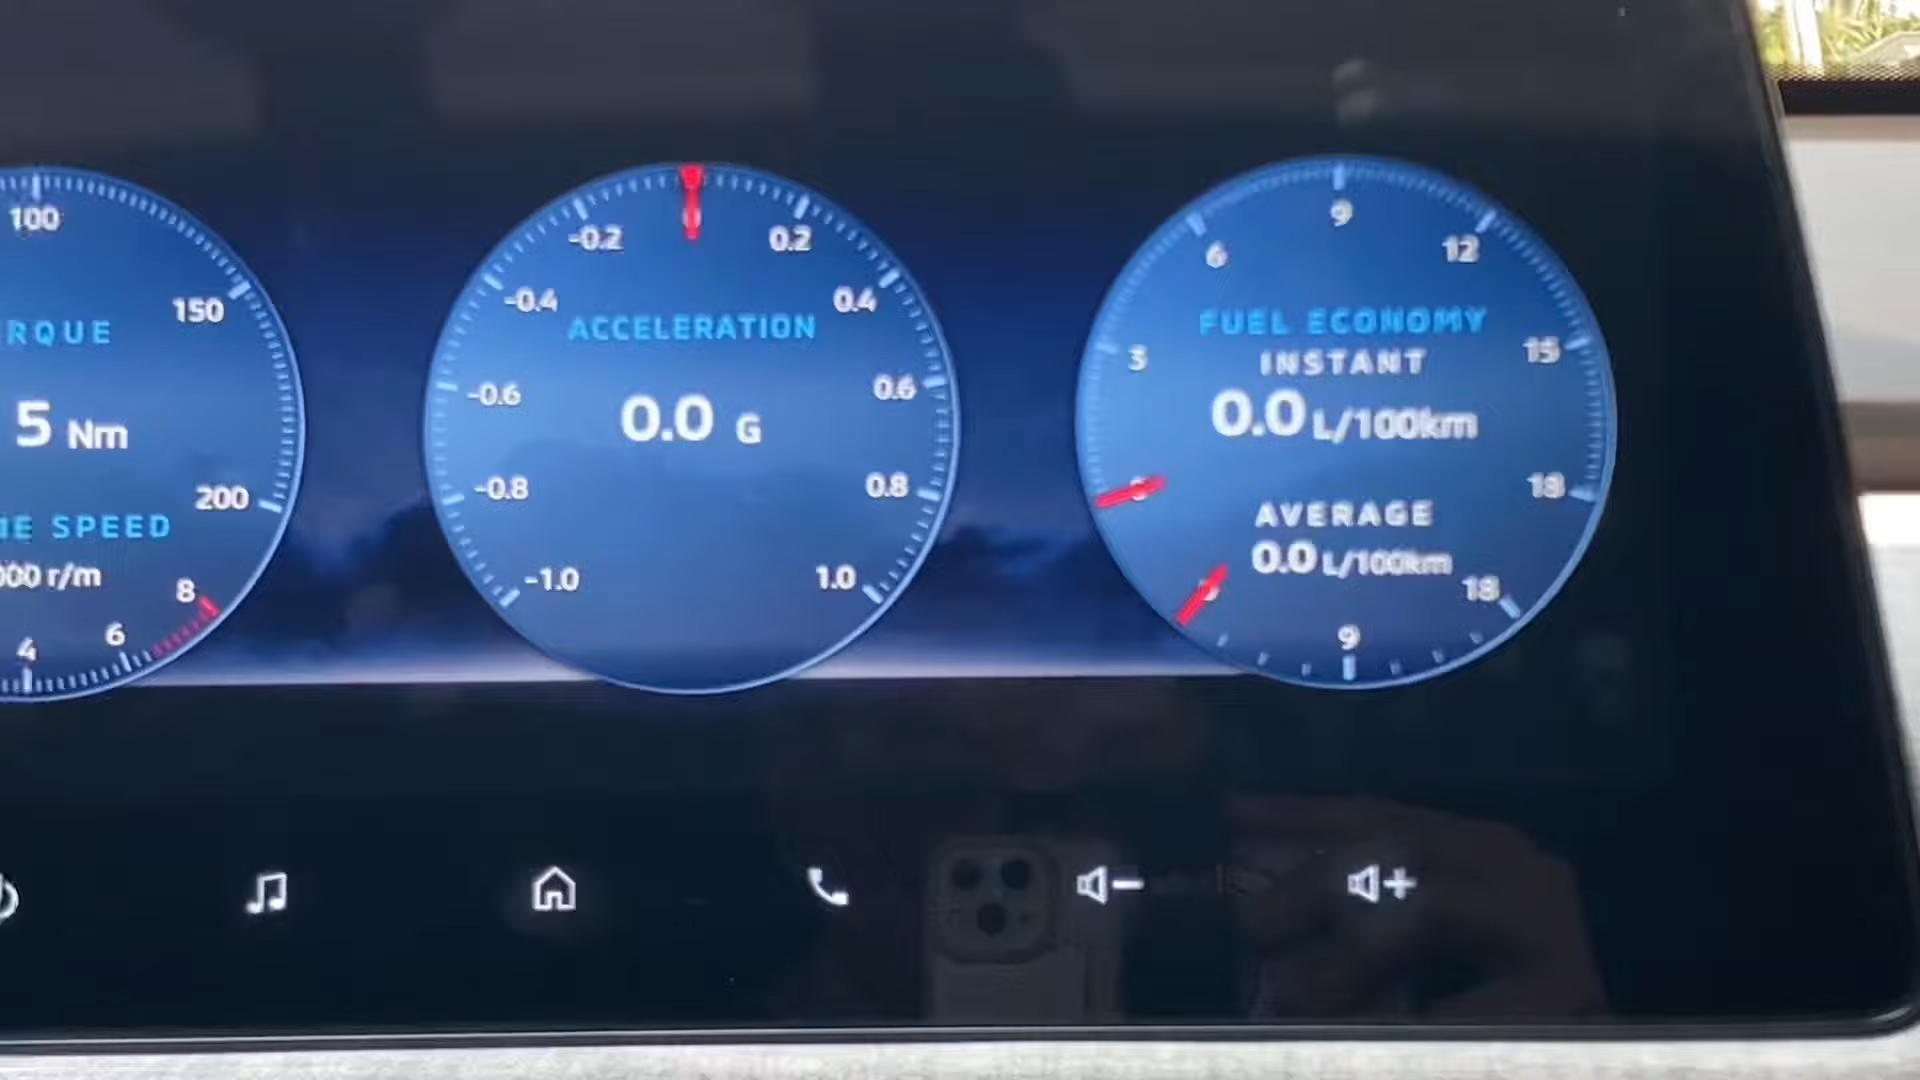 100
150
RQUE
5 Nm
200
E SPEED
000 r/m
8
6
4
0
-0.2
0.2
-0.4
0.4
ACCELERATION
-0.6
0.6
0.0 G
-0.8
0.8
-1.0
1.0
9
6
12
FUEL ECONOMY
3
INSTANT
15
0.0 L/100km
18
AVERAGE
0.0 L/100km
18
9